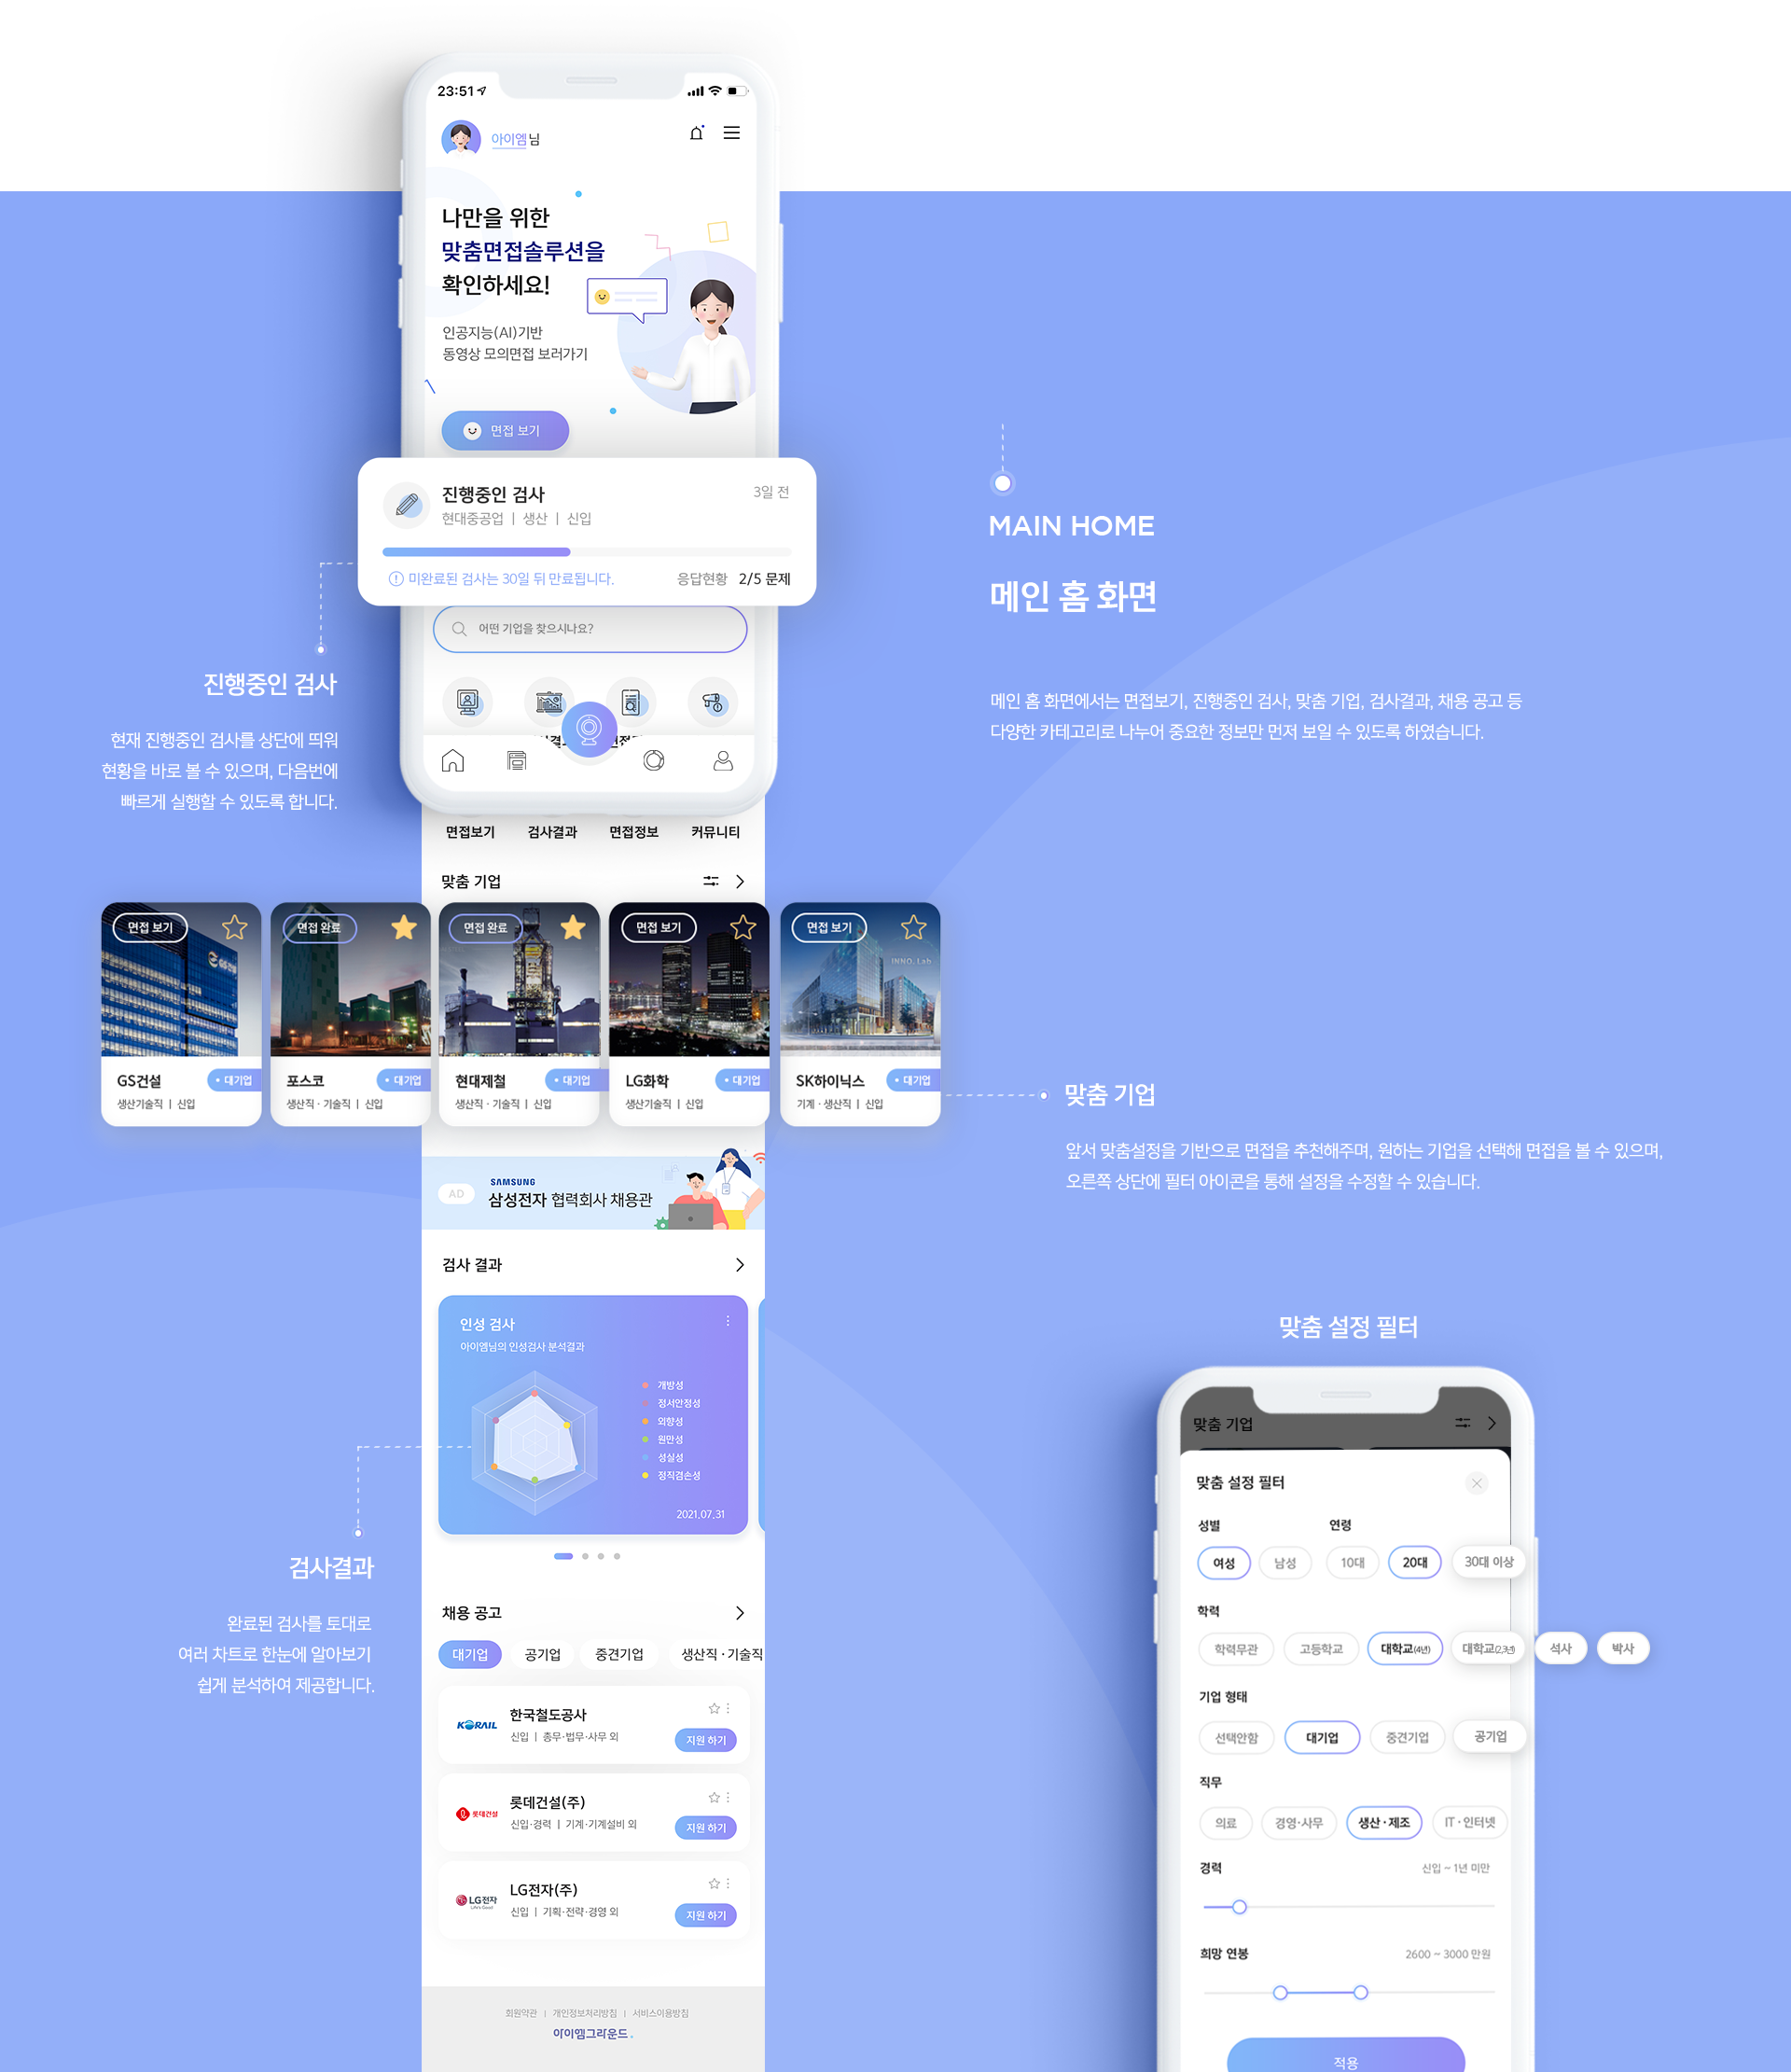 23:51
아이엠님
나만을 위한
맞춤면접솔루션을
확인하세요!
인공지능(AI)기반
동영상 모의면접 보러가기
면접 보기
진행중인 검사
3일 전
현대중공업 | 생산 | 신입
미완료된 검사는 30일 뒤 만료됩니다.
응답현황 2/5 문제
어떤 기업을 찾으시나요?
MAIN HOME
메인 홈 화면
메인 홈 화면에서는 면접보기, 진행중인 검사, 맞춤 기업, 검사결과, 채용 공고 등
다양한 카테고리로 나누어 중요한 정보만 먼저 보일 수 있도록 하였습니다.
진행중인 검사
현재 진행중인 검사를 상단에 띄워
현황을 바로 볼 수 있으며, 다음번에
빠르게 실행할 수 있도록 합니다.
면접보기 검사결과 면접정보 커뮤니티
맞춤 기업
면접 보기
GS건설
대기업
생산기술직 | 신입
면접 완료
포스코
대기업
생산직 · 기술직 | 신입
면접 완료
현대제철
대기업
생산직 · 기술직 | 신입
면접 보기
LG화학
대기업
생산기술직 | 신입
면접 보기
INNO. Lab
SK하이닉스
대기업
기계 · 생산직 | 신입
맞춤 기업
앞서 맞춤설정을 기반으로 면접을 추천해주며, 원하는 기업을 선택해 면접을 볼 수 있으며,
오른쪽 상단에 필터 아이콘을 통해 설정을 수정할 수 있습니다.
AD
SAMSUNG
삼성전자 협력회사 채용관
검사 결과
인성 검사
아이엠님의 인성검사 분석결과
개방성
정서안정성
외향성
원만성
성실성
정직겸손성
2021.07.31
검사결과
완료된 검사를 토대로
여러 차트로 한눈에 알아보기
쉽게 분석하여 제공합니다.
채용 공고
대기업 공기업 중견기업 생산직 · 기술직
KORAIL
한국철도공사
신입 | 총무·법무·사무 외
지원 하기
롯데건설
롯데건설(주)
신입·경력 | 기계·기계설비 외
지원 하기
LG전자
Life's Good
LG전자(주)
신입 | 기획·전략·경영 외
지원 하기
회원약관 | 개인정보처리방침 | 서비스이용방침
아이엠그라운드
맞춤 설정 필터
맞춤 기업
맞춤 설정 필터
성별
여성 남성
연령
10대 20대 30대 이상
학력
학력무관 고등학교 대학교(4년) 대학교(2,3년) 석사 박사
기업 형태
선택안함 대기업 중견기업 공기업
직무
의료 경영·사무 생산·제조 IT·인터넷
경력
신입 ~ 1년 미만
희망 연봉
2600 ~ 3000 만원
적용